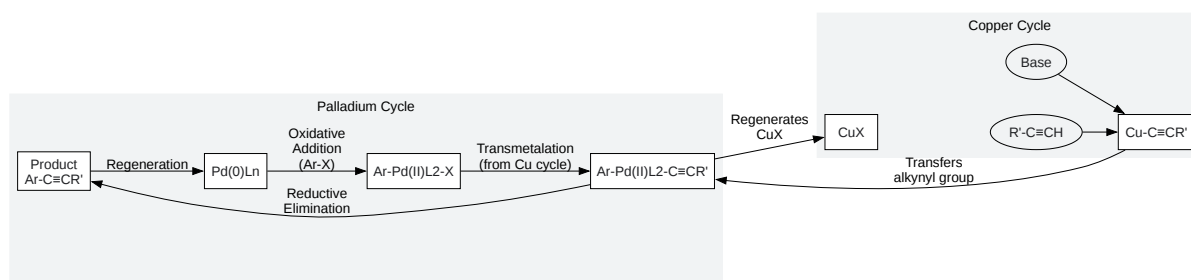 Copper Cycle
Base
Palladium Cycle
Regenerates
CuX
CuX
R'-C≡CH
Cu-C≡CR'
Oxidative
Addition
(Ar-X)
Transmetalation
(from Cu cycle)
Product
Ar-C≡CR'
Regeneration
Pd(0)Ln
Ar-Pd(II)L2-X
Ar-Pd(II)L2-C≡CR'
Transfers
alkynyl group
Reductive
Elimination